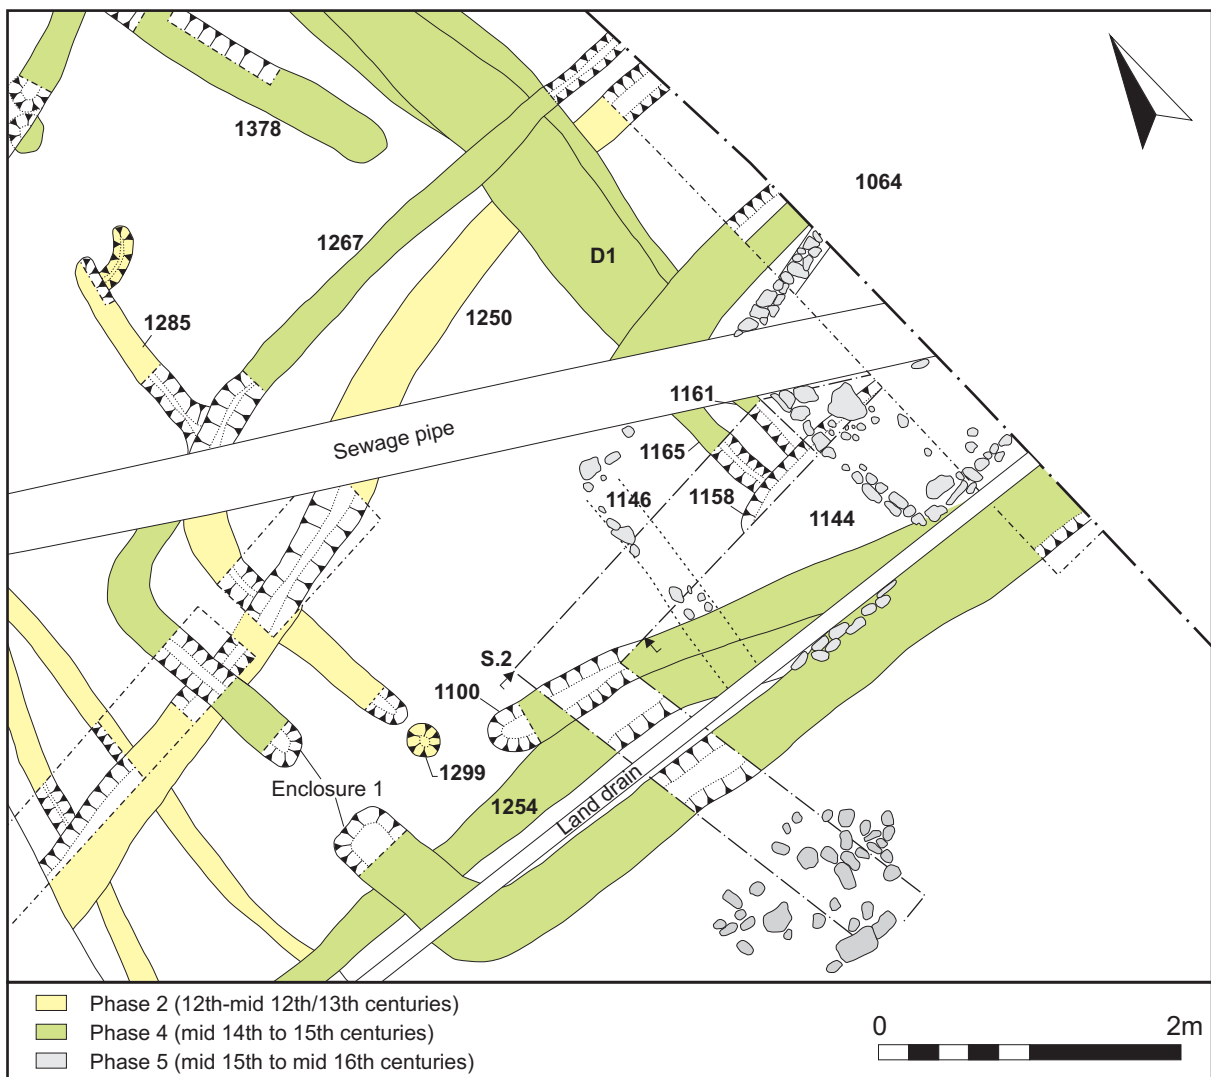 1378
1064
1267
D1
1285
1250
1161
Sewage pipe
1165
1146
1158
1144
S.2
1100
1299
Enclosure 1
1254
Land drain
Phase 2 (12th-mid 12th/13th centuries)
Phase 4 (mid 14th to 15th centuries)
Phase 5 (mid 15th to mid 16th centuries)
0 2m